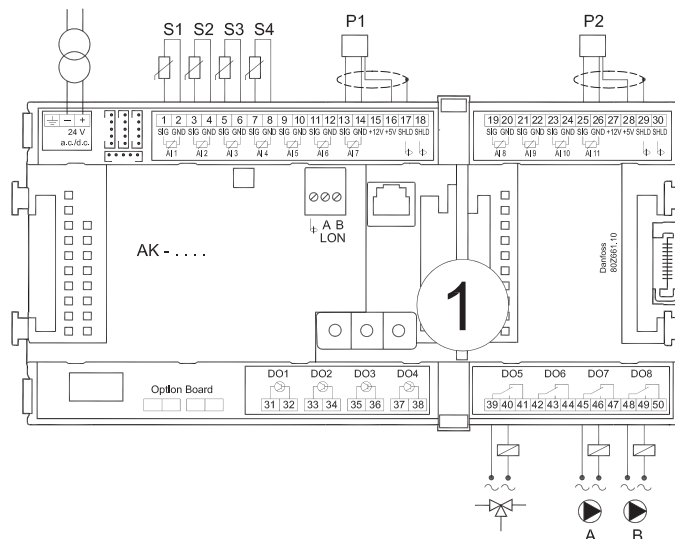 S1 S2 S3 S4 P1 P2
− +
24 V
a.c./d.c.
1 2 3 4 5 6 7 8 9 10 11 12 13 14 15 16 17 18
SIG GND SIG GND SIG GND SIG GND SIG GND SIG GND SIG GND +12V +5V SHLD SHLD
AI 1 AI 2 AI 3 AI 4 AI 5 AI 6 AI 7
19 20 21 22 23 24 25 26 27 28 29 30
SIG GND SIG GND SIG GND SIG GND +12V +5V SHLD SHLD
AI 8 AI 9 AI 10 AI 11
A B
LON
AK - . . . .
Danfoss
80Z661.10
1
Option Board
DO1 DO2 DO3 DO4
31 32 33 34 35 36 37 38
DO5 DO6 DO7 DO8
39 40 41 42 43 44 45 46 47 48 49 50
A B